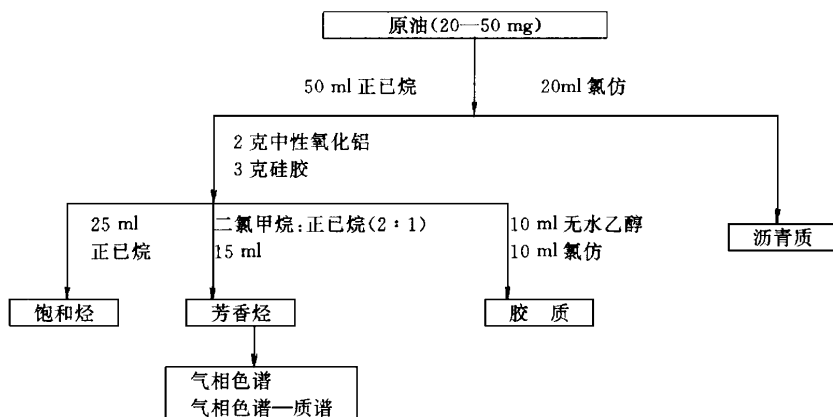 原油(20—50 mg)
50 ml 正已烷
20ml 氯仿
2 克中性氧化铝
3 克硅胶
25 ml
正已烷
二氯甲烷:正已烷(2:1)
15 ml
10 ml 无水乙醇
10 ml 氯仿
沥青质
饱和烃
芳香烃
胶 质
气相色谱
气相色谱—质谱